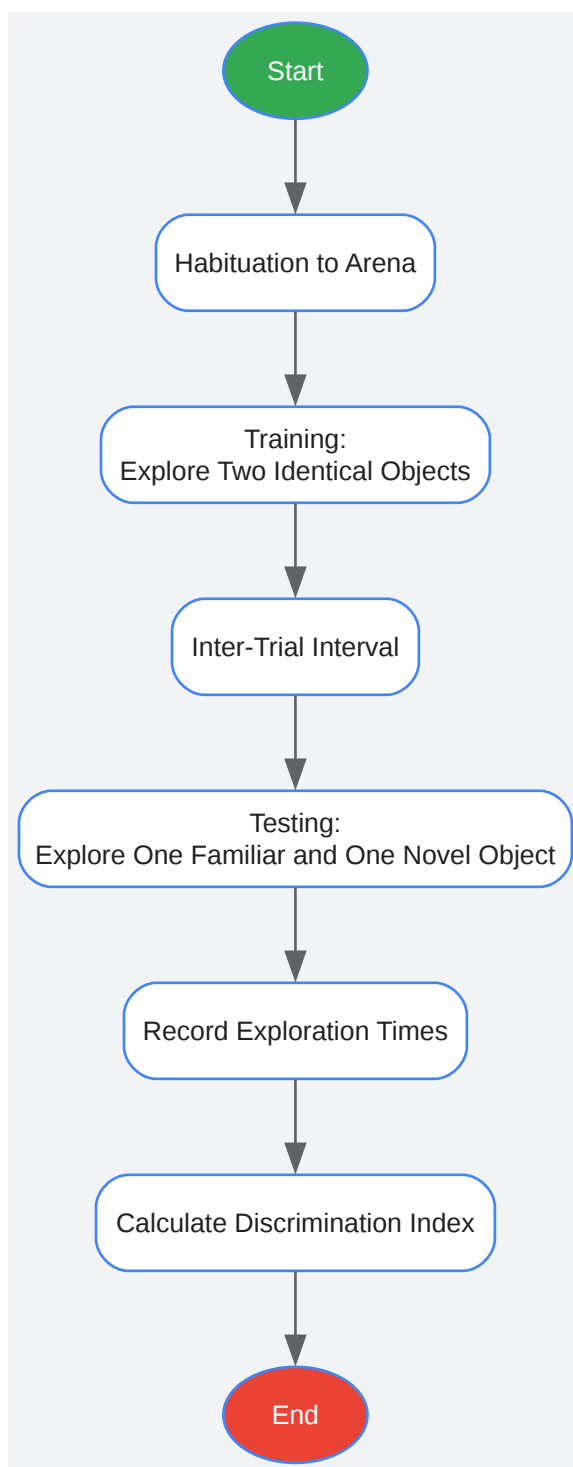 Start
Habituation to Arena
Training:
Explore Two Identical Objects
Inter-Trial Interval
Testing:
Explore One Familiar and One Novel Object
Record Exploration Times
Calculate Discrimination Index
End